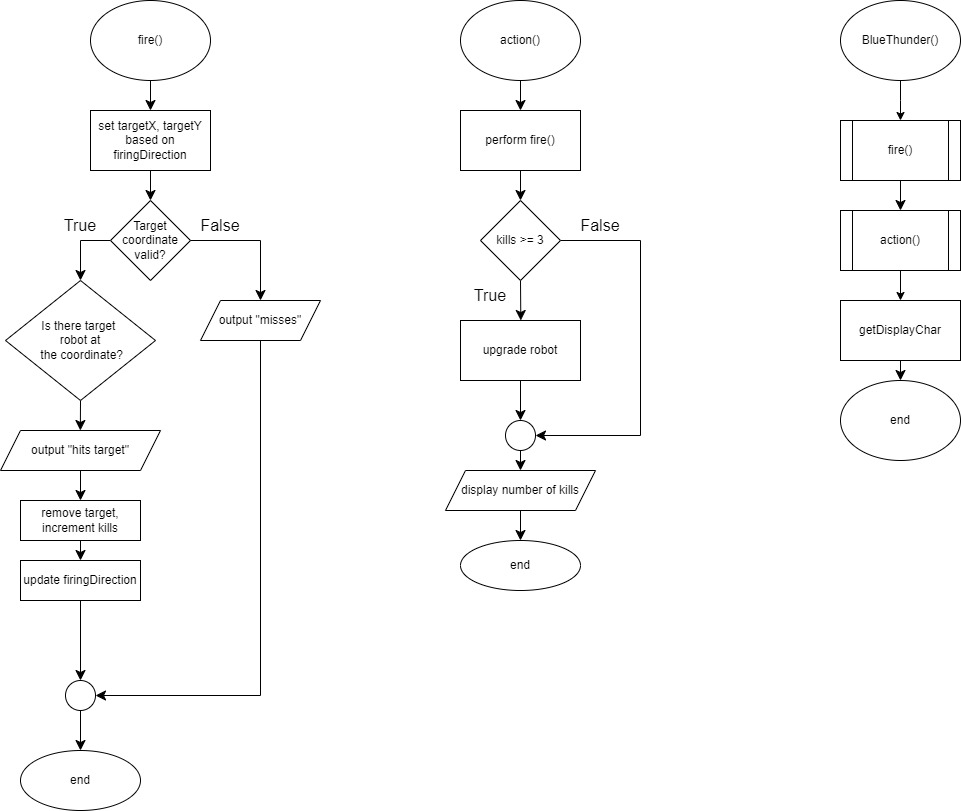 fire()
set targetX, targetY
based on
firingDirection
True
Target
coordinate
valid?
False
Is there target
robot at
the coordinate?
output "misses"
output "hits target"
remove target,
increment kills
update firingDirection
end
action()
perform fire()
kills >= 3
False
True
upgrade robot
display number of kills
end
BlueThunder()
fire()
action()
getDisplayChar
end